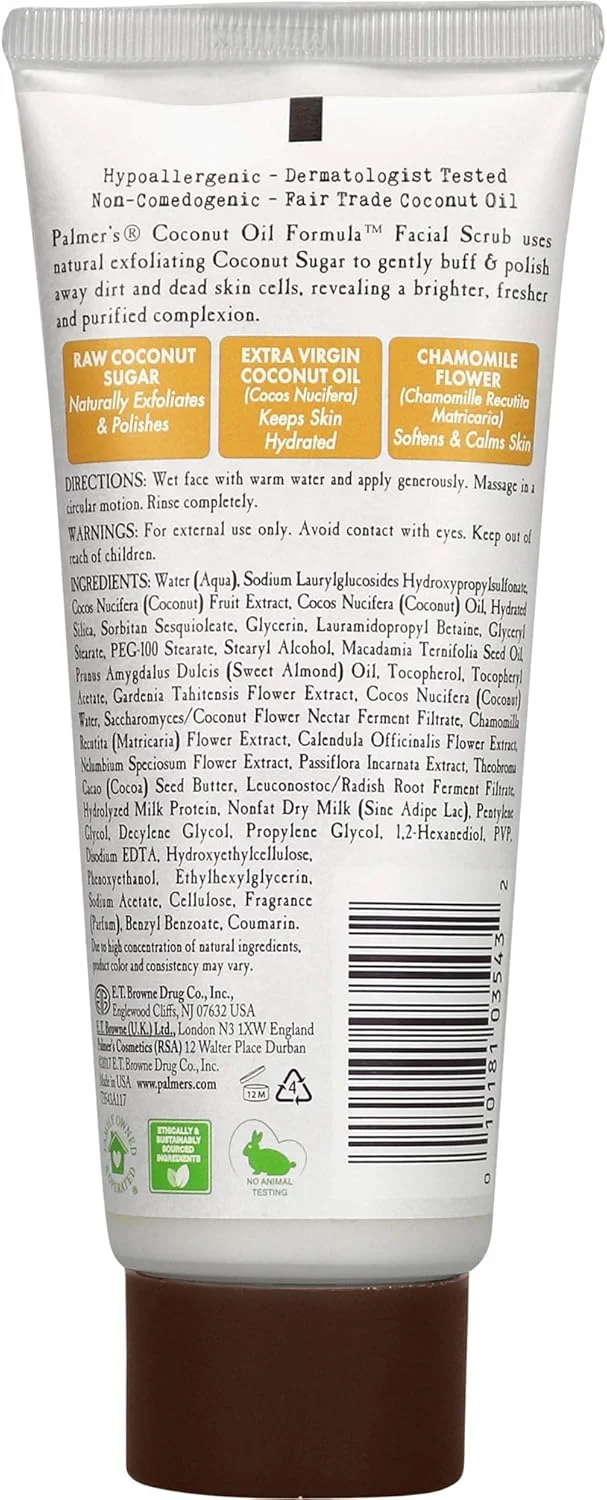 Hypoallergenic - Dermatologist Tested
Non-Comedogenic - Fair Trade Coconut Oil
Palmer's® Coconut Oil Formula™ Facial Scrub uses
natural exfoliating Coconut Sugar to gently buff & polish
away dirt and dead skin cells, revealing a brighter, fresher
and purified complexion.
RAW COCONUT
SUGAR
Naturally Exfoliates
& Polishes
EXTRA VIRGIN
COCONUT OIL
(Cocos Nucifera)
Keeps Skin
Hydrated
CHAMOMILE
FLOWER
(Chamomille Recutita
Matricaria)
Softens & Calms Skin
DIRECTIONS: Wet face with warm water and apply generously. Massage in a
circular motion. Rinse completely.
WARNINGS: For external use only. Avoid contact with eyes. Keep out of
reach of children.
INGREDIENTS: Water (Aqua), Sodium Laurylglucosides Hydroxypropylsulfonate,
Cocos Nucifera (Coconut) Fruit Extract, Cocos Nucifera (Coconut) Oil, Hydrated
Silica, Sorbitan Sesquioleate, Glycerin, Lauramidopropyl Betaine, Glyceryl
Stearate, PEG-100 Stearate, Stearyl Alcohol, Macadamia Ternifolia Seed Oil,
Prunus Amygdalus Dulcis (Sweet Almond) Oil, Tocopherol, Tocopheryl
Acetate, Gardenia Tahitensis Flower Extract, Cocos Nucifera (Coconut)
Water, Saccharomyces/Coconut Flower Nectar Ferment Filtrate, Chamomilla
Recutita (Matricaria) Flower Extract, Calendula Officinalis Flower Extract,
Nelumbium Speciosum Flower Extract, Passiflora Incarnata Extract, Theobroma
Cacao (Cocoa) Seed Butter, Leuconostoc/Radish Root Ferment Filtrate,
Hydrolyzed Milk Protein, Nonfat Dry Milk (Sine Adipe Lac), Pentylene
Glycol, Decylene Glycol, Propylene Glycol, 1,2-Hexanediol, PVP,
Disodium EDTA, Hydroxyethylcellulose,
Phenoxyethanol, Ethylhexylglycerin,
Sodium Acetate, Cellulose, Fragrance
(Parfum), Benzyl Benzoate, Coumarin.
Due to high concentration of natural ingredients,
product color and consistency may vary.
E.T. Browne Drug Co., Inc.,
Englewood Cliffs, NJ 07632 USA
E.T. Browne (U.K.) Ltd., London N3 1XW England
Palmer's Cosmetics (RSA) 12 Walter Place Durban
©2017 E.T. Browne Drug Co., Inc.
Made in USA www.palmers.com
12M
4
0 10181 03543 2
& OPERATED ®
ETHICALLY &
SUSTAINABLY
SOURCED
INGREDIENTS
NO ANIMAL
TESTING